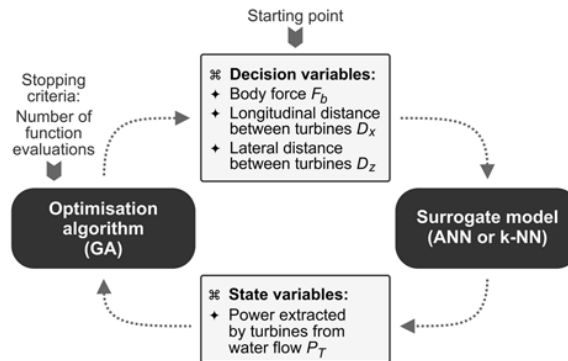 Starting point
Stopping
criteria:
Number of
function
evaluations
⌘ Decision variables:
✦ Body force F_b
✦ Longitudinal distance
between turbines D_x
✦ Lateral distance
between turbines D_z
Optimisation
algorithm
(GA)
Surrogate model
(ANN or k-NN)
⌘ State variables:
✦ Power extracted
by turbines from
water flow P_T